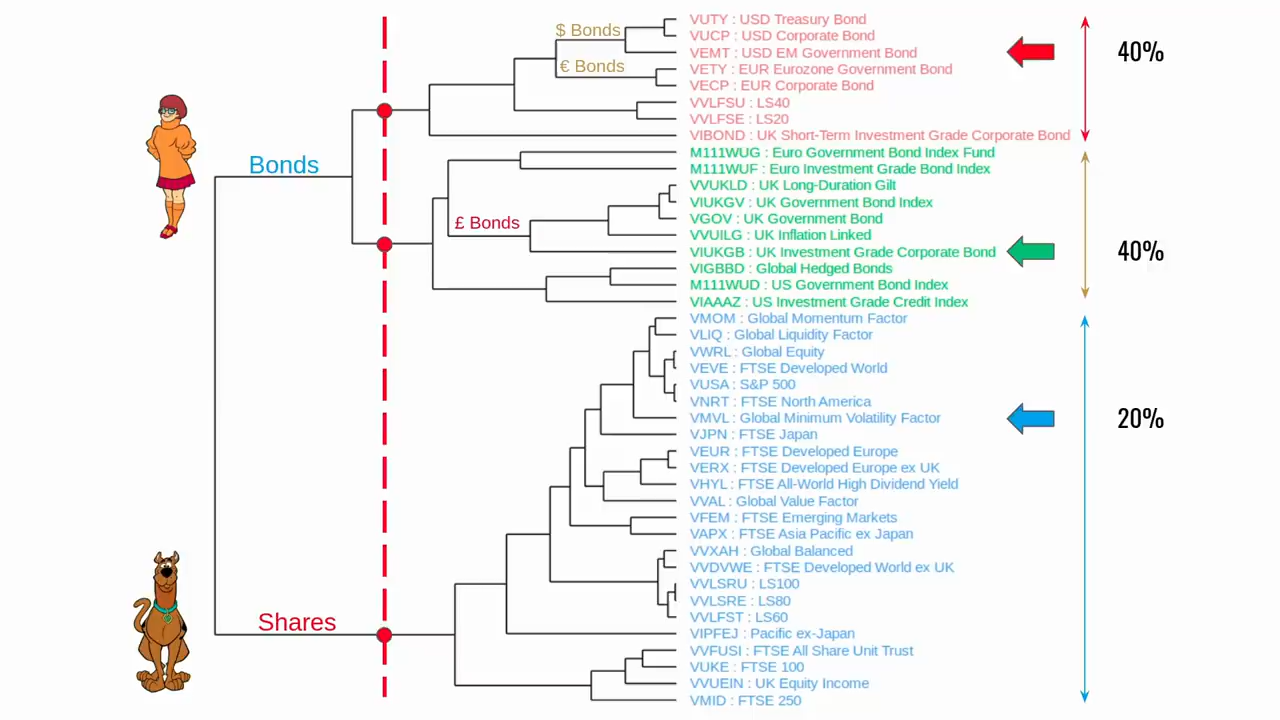 VUTY : USD Treasury Bond
$ Bonds
VUCP : USD Corporate Bond
VEMT : USD EM Government Bond
40%
€ Bonds
VETY : EUR Eurozone Government Bond
VECP : EUR Corporate Bond
VVLFSU : LS40
VVLFSE : LS20
VIBOND : UK Short-Term Investment Grade Corporate Bond
M111WUG : Euro Government Bond Index Fund
Bonds
M111WUF : Euro Investment Grade Bond Index
VVUKLD : UK Long-Duration Gilt
VIUKGV : UK Government Bond Index
£ Bonds
VGOV : UK Government Bond
VVUILG : UK Inflation Linked
VIUKGB : UK Investment Grade Corporate Bond
40%
VIGBBD : Global Hedged Bonds
M111WUD : US Government Bond Index
VIAAAZ : US Investment Grade Credit Index
VMOM : Global Momentum Factor
VLIQ : Global Liquidity Factor
VWRL : Global Equity
VEVE : FTSE Developed World
VUSA : S&P 500
VNRT : FTSE North America
VMVL : Global Minimum Volatility Factor
20%
VJPN : FTSE Japan
VEUR : FTSE Developed Europe
VERX : FTSE Developed Europe ex UK
VHYL : FTSE All-World High Dividend Yield
VVAL : Global Value Factor
VFEM : FTSE Emerging Markets
VAPX : FTSE Asia Pacific ex Japan
VVXAH : Global Balanced
VVDVWE : FTSE Developed World ex UK
VVLSRU : LS100
VVLSRE : LS80
VVLFST : LS60
Shares
VIPFEJ : Pacific ex-Japan
VVFUSI : FTSE All Share Unit Trust
VUKE : FTSE 100
VVUEIN : UK Equity Income
VMID : FTSE 250